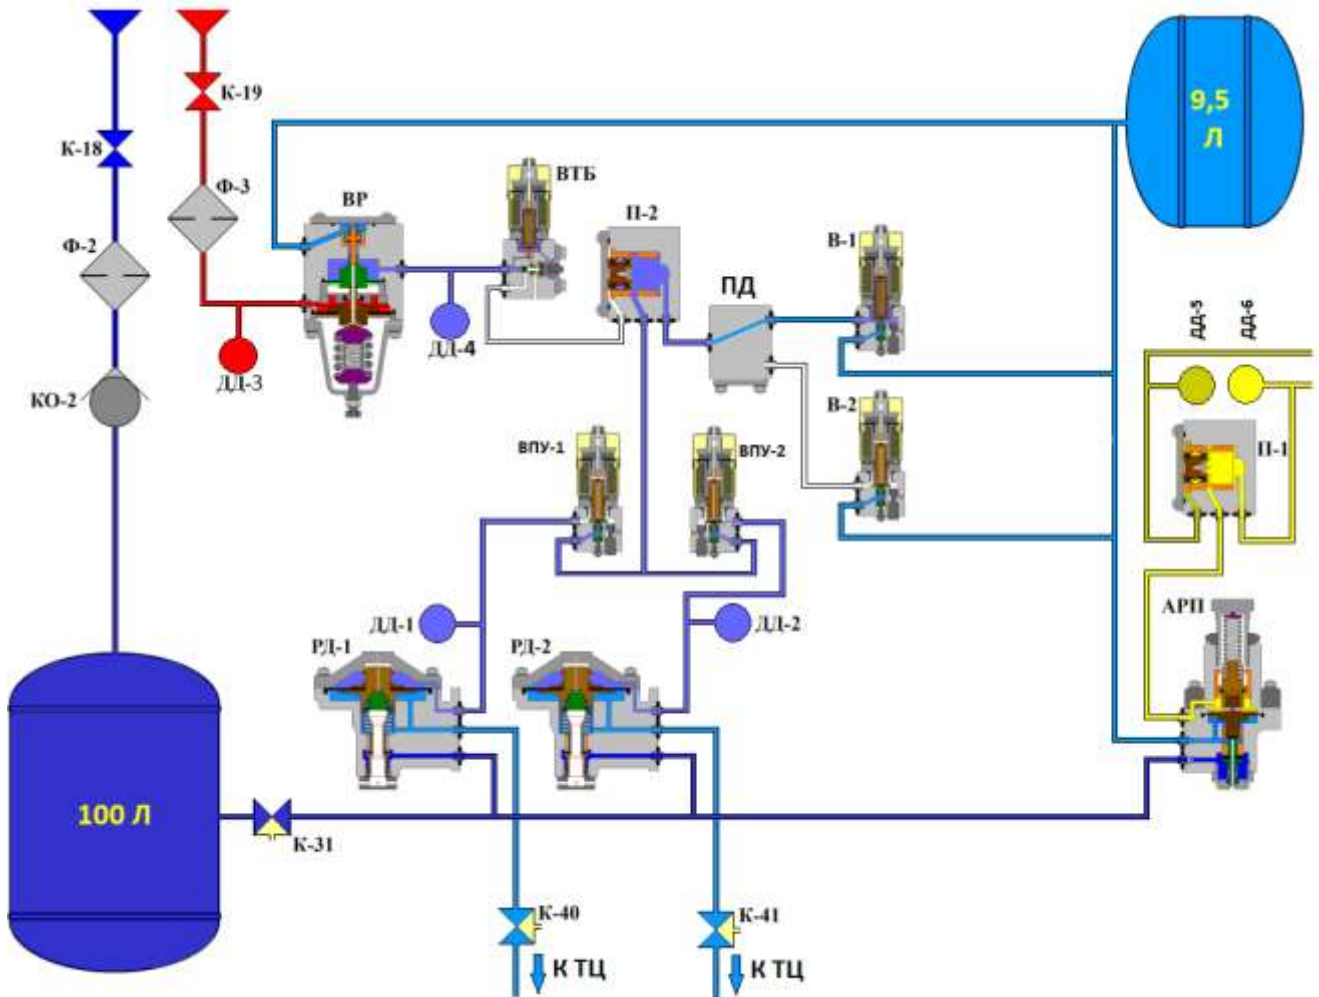 9,5
Л
К-19
К-18
Ф-3
ВР
ВТБ
П-2
В-1
Ф-2
ПД
ДД-5
ДД-6
ДД-4
ДД-3
КО-2
В-2
ВПУ-1
ВПУ-2
П-1
АРП
ДД-1
ДД-2
РД-1
РД-2
100 Л
К-31
К-40
К-41
К ТЦ
К ТЦ